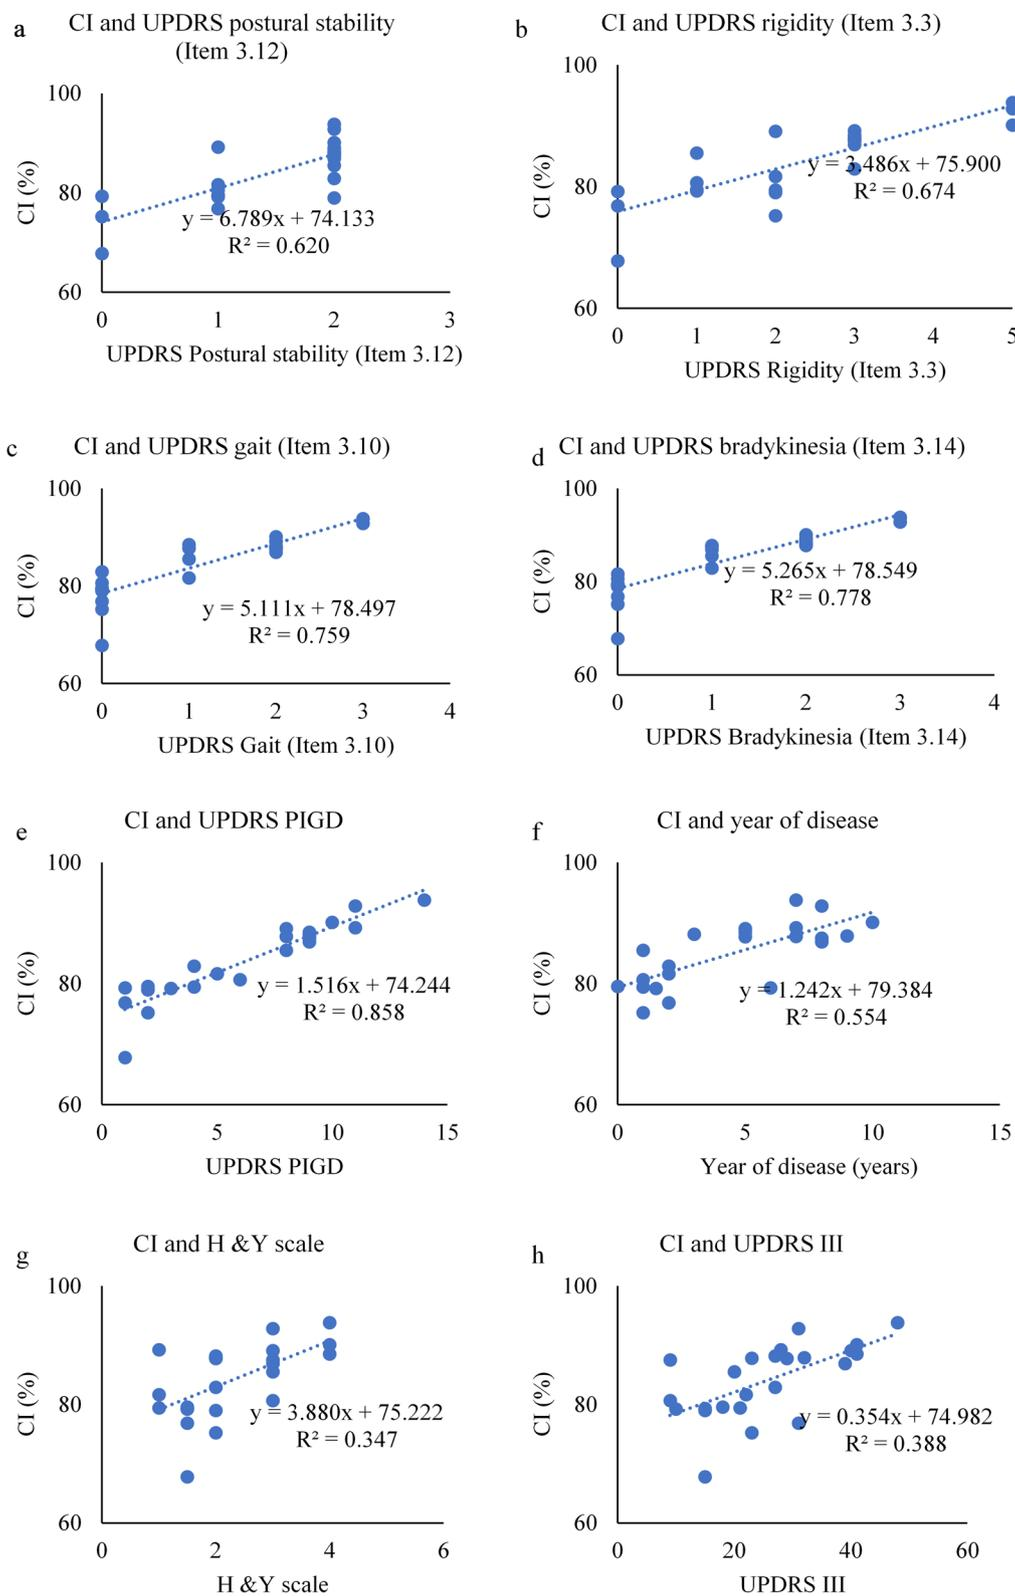 a
CI and UPDRS postural stability
(Item 3.12)
100
80
60
CI (%)
y = 6.789x + 74.133
R² = 0.620
0 1 2 3
UPDRS Postural stability (Item 3.12)
b
CI and UPDRS rigidity (Item 3.3)
100
80
60
CI (%)
y = 3.486x + 75.900
R² = 0.674
0 1 2 3 4 5
UPDRS Rigidity (Item 3.3)
c
CI and UPDRS gait (Item 3.10)
100
80
60
CI (%)
y = 5.111x + 78.497
R² = 0.759
0 1 2 3 4
UPDRS Gait (Item 3.10)
d
CI and UPDRS bradykinesia (Item 3.14)
100
80
60
CI (%)
y = 5.265x + 78.549
R² = 0.778
0 1 2 3 4
UPDRS Bradykinesia (Item 3.14)
e
CI and UPDRS PIGD
100
80
60
CI (%)
y = 1.516x + 74.244
R² = 0.858
0 5 10 15
UPDRS PIGD
f
CI and year of disease
100
80
60
CI (%)
y = 1.242x + 79.384
R² = 0.554
0 5 10 15
Year of disease (years)
g
CI and H &Y scale
100
80
60
CI (%)
y = 3.880x + 75.222
R² = 0.347
0 2 4 6
H &Y scale
h
CI and UPDRS III
100
80
60
CI (%)
y = 0.354x + 74.982
R² = 0.388
0 20 40 60
UPDRS III